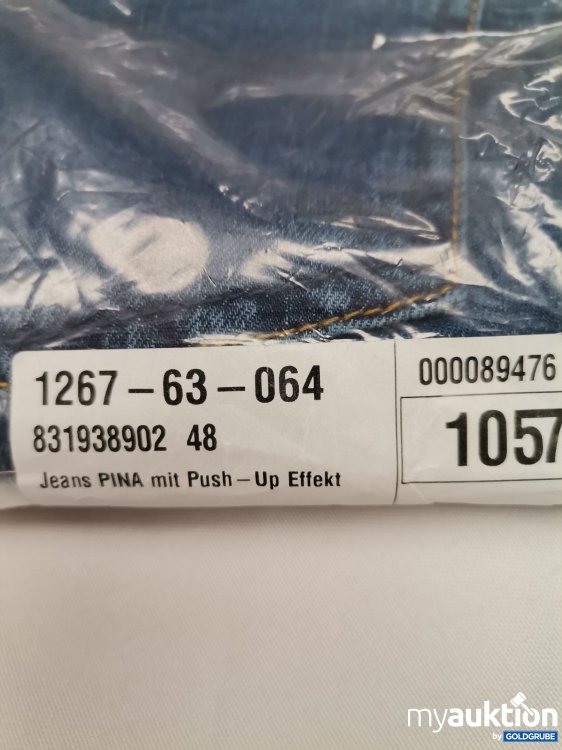 1267-63-064
000089476
831938902 48
1057
Jeans PINA mit Push-Up Effekt
myauktion
by GOLDGRUBE